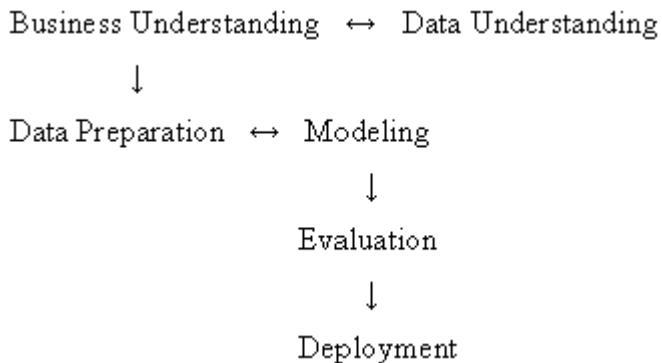 Business Understanding ↔ Data Understanding
↓
Data Preparation ↔ Modeling
↓
Evaluation
↓
Deployment